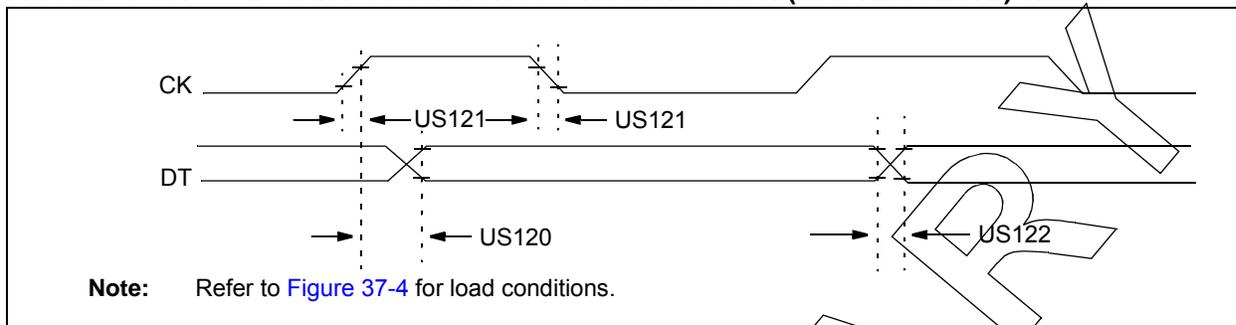 CK
US121 US121
DT
US120 US122
Note: Refer to Figure 37-4 for load conditions.